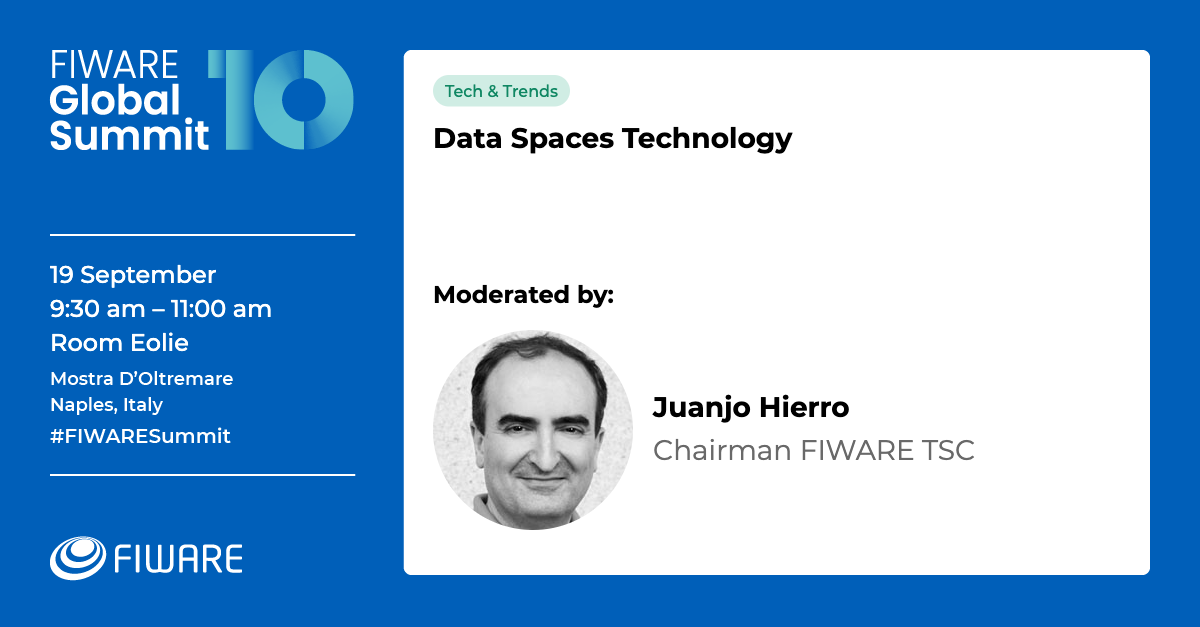 FIWARE
Global
Summit
10
19 September
9:30 am – 11:00 am
Room Eolie
Mostra D’Oltremare
Naples, Italy
#FIWARESummit
FIWARE
Tech & Trends
Data Spaces Technology
Moderated by:
Juanjo Hierro
Chairman FIWARE TSC